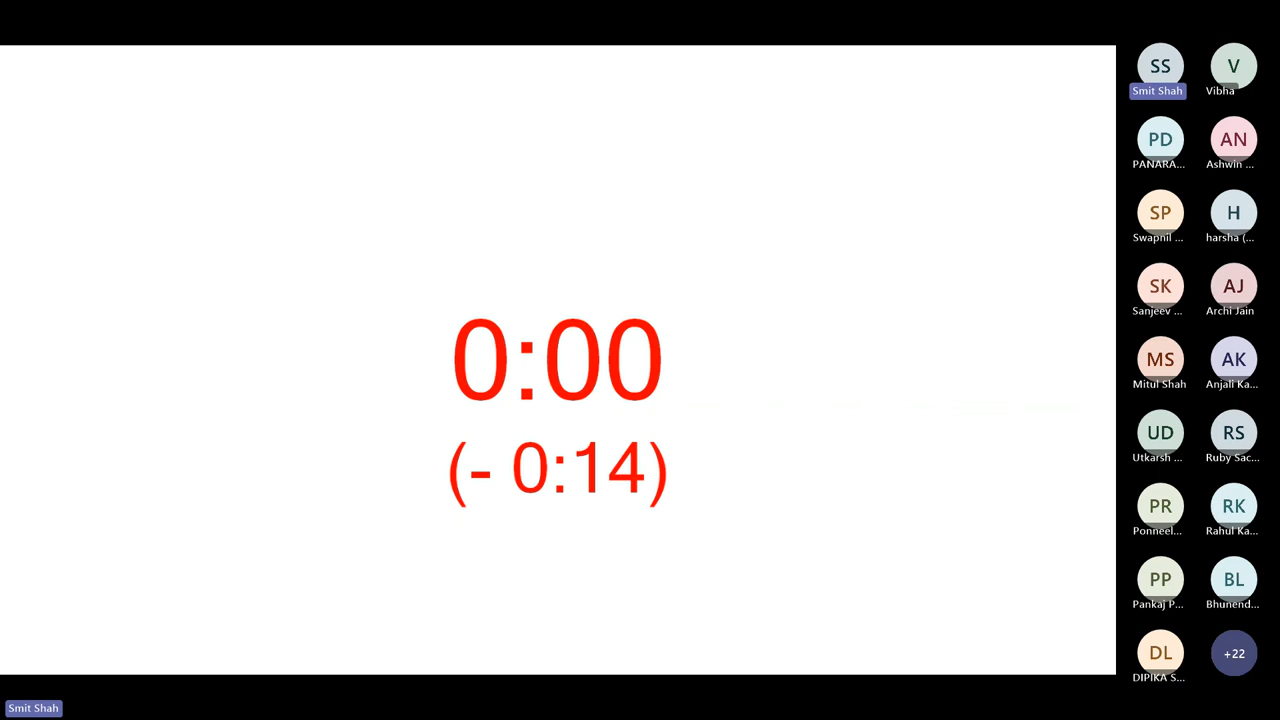 0:00
(- 0:14)
SS
Smit Shah
V
Vibha
PD
PANARA...
AN
Ashwin ...
SP
Swapnil ...
H
harsha (...
SK
Sanjeev ...
AJ
Archi Jain
MS
Mitul Shah
AK
Anjali Ka...
UD
Utkarsh ...
RS
Ruby Sac...
PR
Ponneel...
RK
Rahul Ka...
PP
Pankaj P...
BL
Bhunend...
DL
DIPIKA S...
+22
Smit Shah